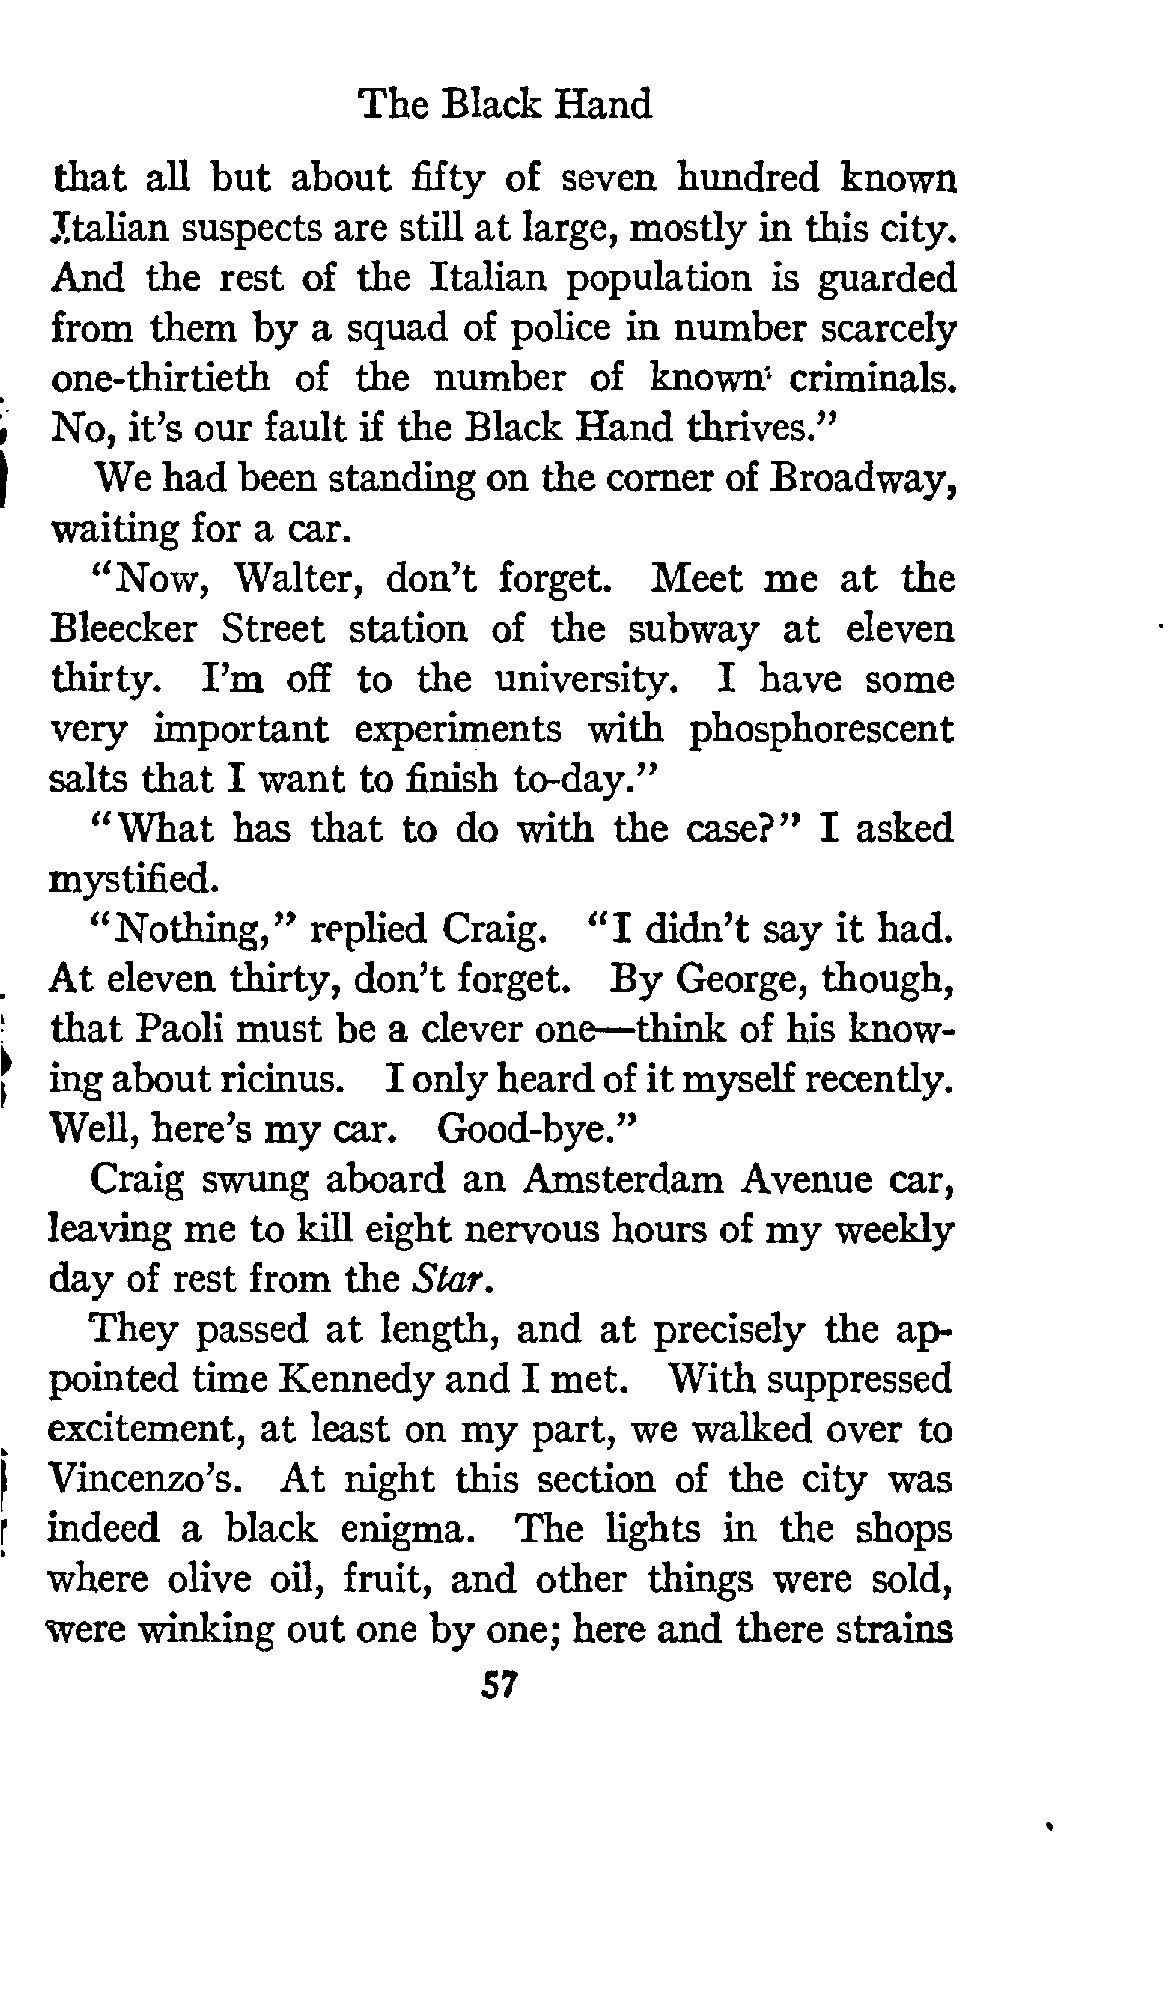 The Black Hand
that all but about fifty of seven hundred known
Italian suspects are still at large, mostly in this city.
And the rest of the Italian population is guarded
from them by a squad of police in number scarcely
one-thirtieth of the number of known criminals.
No, it's our fault if the Black Hand thrives."
We had been standing on the corner of Broadway,
waiting for a car.
"Now, Walter, don't forget. Meet me at the
Bleecker Street station of the subway at eleven
thirty. I'm off to the university. I have some
very important experiments with phosphorescent
salts that I want to finish to-day."
"What has that to do with the case?" I asked
mystified.
"Nothing," replied Craig. "I didn't say it had.
At eleven thirty, don't forget. By George, though,
that Paoli must be a clever one—think of his know-
ing about ricinus. I only heard of it myself recently.
Well, here's my car. Good-bye."
Craig swung aboard an Amsterdam Avenue car,
leaving me to kill eight nervous hours of my weekly
day of rest from the Star.
They passed at length, and at precisely the ap-
pointed time Kennedy and I met. With suppressed
excitement, at least on my part, we walked over to
Vincenzo's. At night this section of the city was
indeed a black enigma. The lights in the shops
where olive oil, fruit, and other things were sold,
were winking out one by one; here and there strains
57